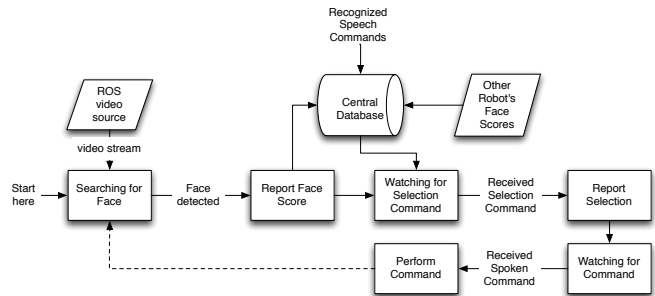 Recognized
Speech
Commands
ROS
video
source
Central
Database
Other
Robot's
Face
Scores
video stream
Start
here
Searching for
Face
Face
detected
Report Face
Score
Watching for
Selection
Command
Received
Selection
Command
Report
Selection
Perform
Command
Received
Spoken
Command
Watching for
Command